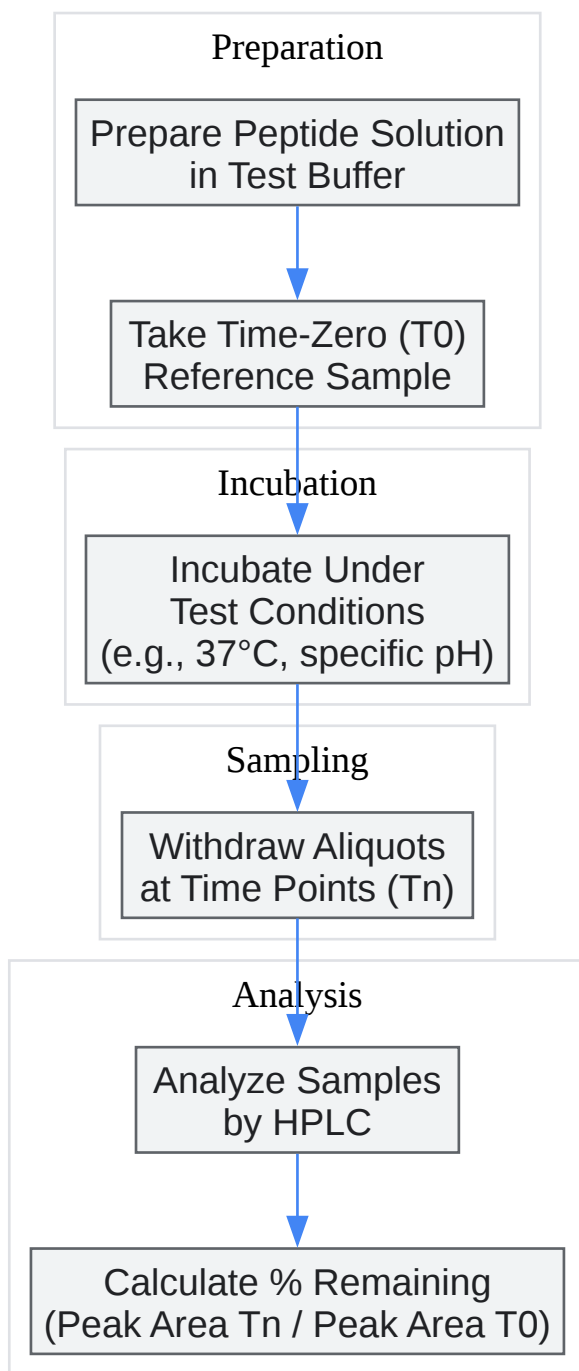 Preparation
Prepare Peptide Solution
in Test Buffer
Take Time-Zero (T0)
Reference Sample
Incubation
Incubate Under
Test Conditions
(e.g., 37°C, specific pH)
Sampling
Withdraw Aliquots
at Time Points (Tn)
Analysis
Analyze Samples
by HPLC
Calculate % Remaining
(Peak Area Tn / Peak Area T0)